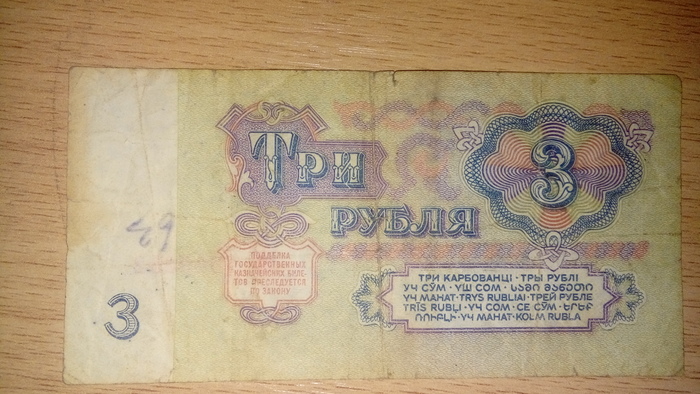 ТРИ
РУБЛЯ
3
ПОДДЕЛКА
ГОСУДАРСТВЕННЫХ
КАЗНАЧЕЙСКИХ БИЛЕ-
ТОВ ПРЕСЛЕДУЕТСЯ
ПО ЗАКОНУ
ТРИ КАРБОВАНЦІ · ТРЫ РУБЛІ
УЧ СЎМ · ҮШ СОМ · ᲡᲐᲛᲘ ᲛᲐᲜᲔᲗᲘ
УЧ МАНАТ · TRYS RUBLIAI · ТРЕЙ РУБЛЕ
TRĪS RUBĻI · ҮЧ СОМ · СЕ СӮМ · ԵՐԵՔ
ՌՈՒԲԼԻ · ҮЧ МАНАТ · KOLM RUBLA
3